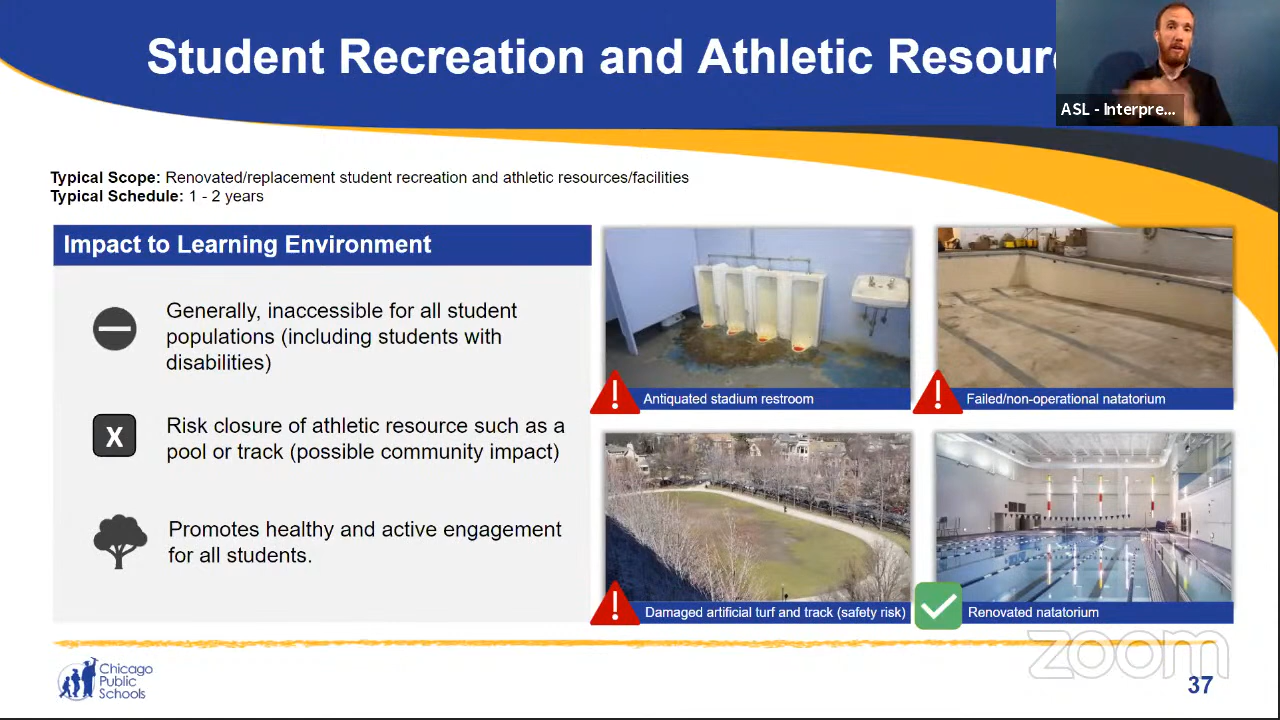 Student Recreation and Athletic Resour
ASL - Interpre...
Typical Scope: Renovated/replacement student recreation and athletic resources/facilities
Typical Schedule: 1 - 2 years
Impact to Learning Environment
Generally, inaccessible for all student
populations (including students with
disabilities)
X
Risk closure of athletic resource such as a
pool or track (possible community impact)
Promotes healthy and active engagement
for all students.
Antiquated stadium restroom
Failed/non-operational natatorium
Damaged artificial turf and track (safety risk)
Renovated natatorium
Chicago
Public
Schools
zoom
37